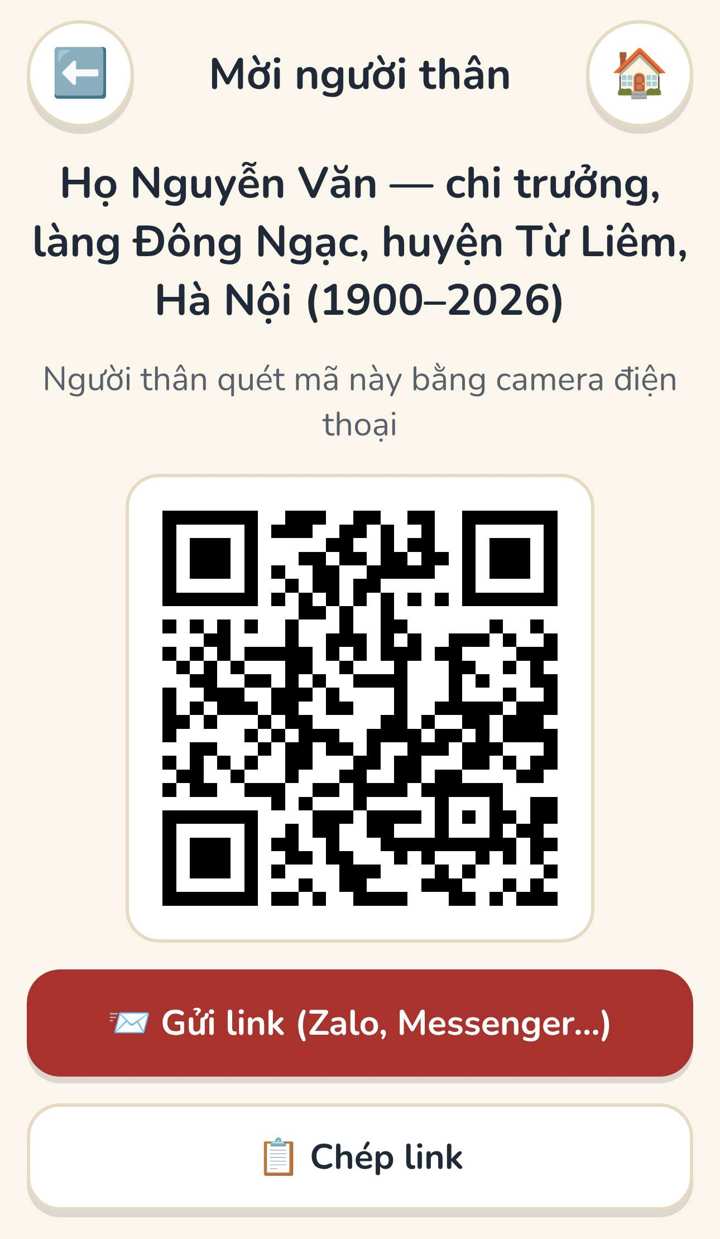 Mời người thân
Họ Nguyễn Văn — chi trưởng,
làng Đông Ngạc, huyện Từ Liêm,
Hà Nội (1900–2026)
Người thân quét mã này bằng camera điện
thoại
Gửi link (Zalo, Messenger...)
Chép link